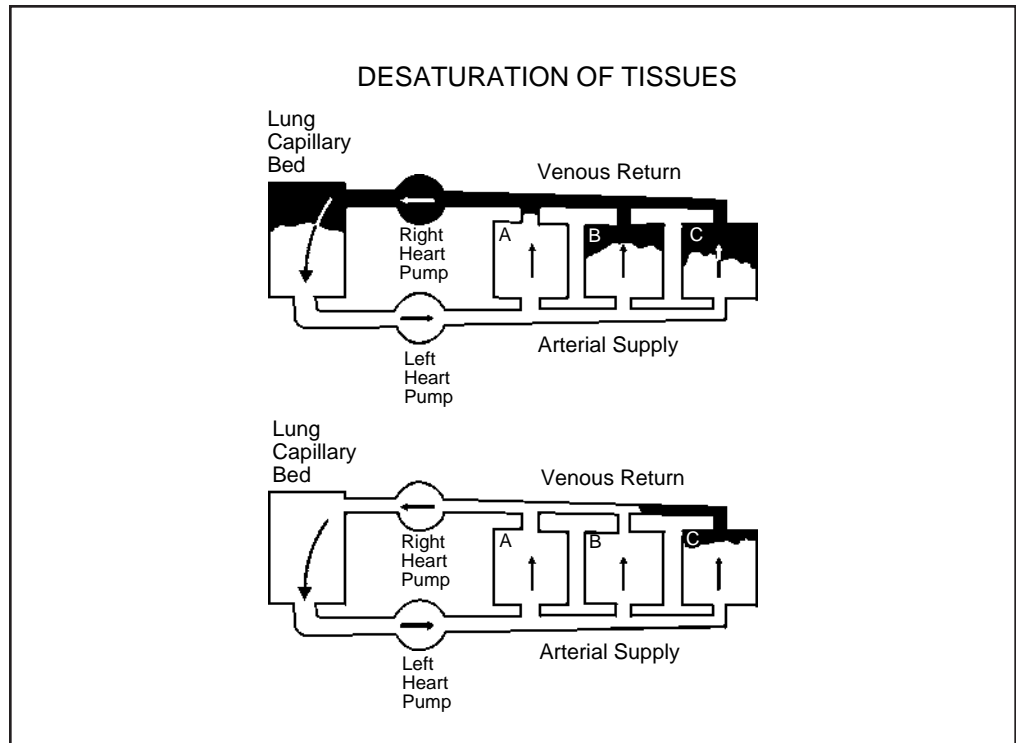 DESATURATION OF TISSUES
Lung
Capillary
Bed
Venous Return
Right
Heart
Pump
A
B
C
Left
Heart
Pump
Arterial Supply
Lung
Capillary
Bed
Venous Return
Right
Heart
Pump
A
B
C
Left
Heart
Pump
Arterial Supply